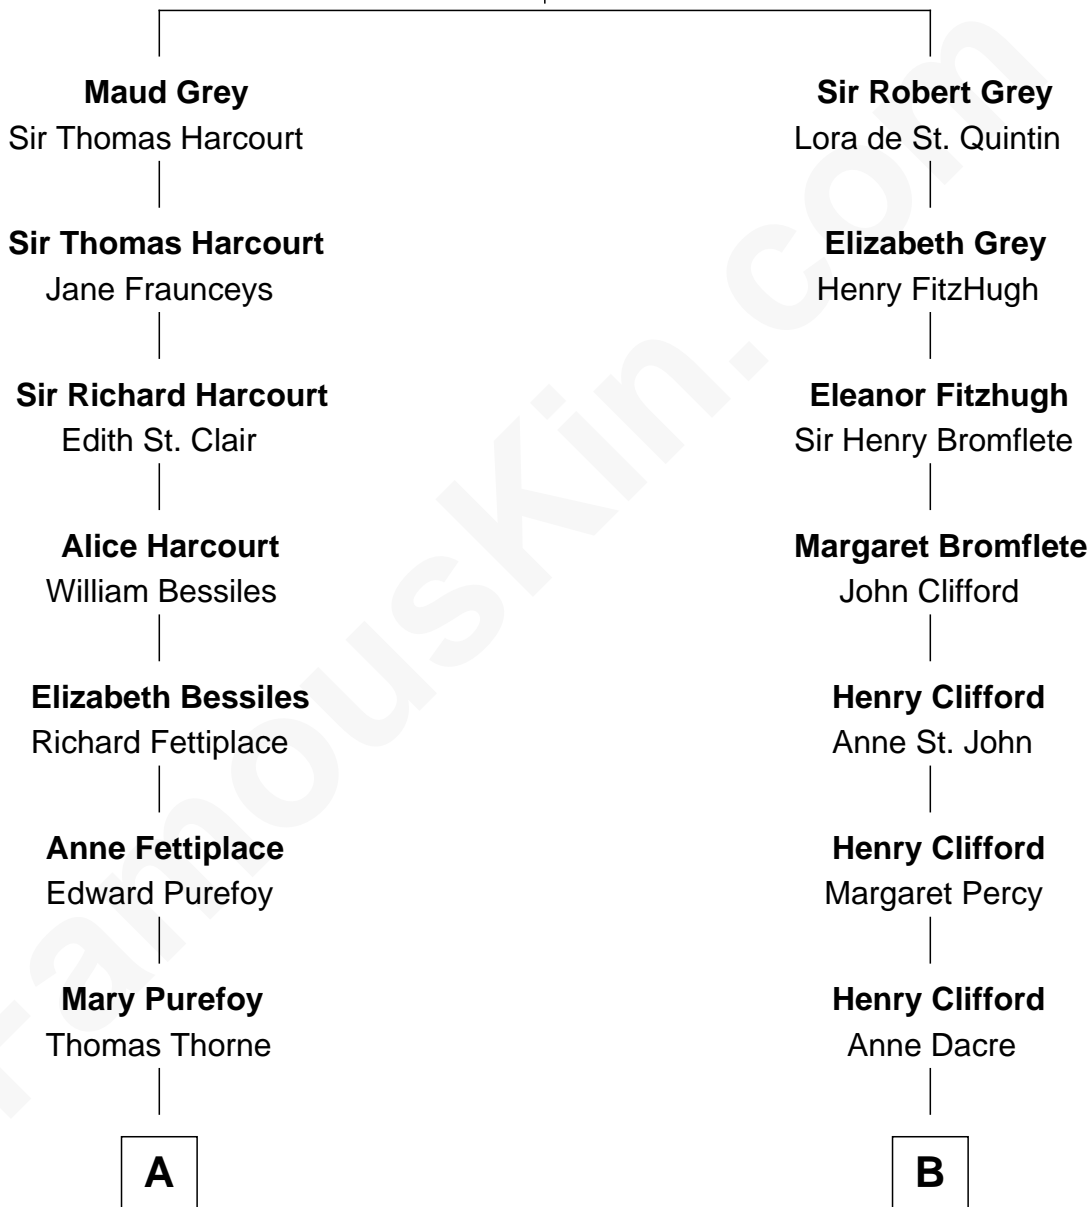 Maud Grey
Sir Thomas Harcourt
Sir Thomas Harcourt
Jane Fraunceys
Sir Richard Harcourt
Edith St. Clair
Alice Harcourt
William Bessiles
Elizabeth Bessiles
Richard Fettiplace
Anne Fettiplace
Edward Purefoy
Mary Purefoy
Thomas Thorne
A
Sir Robert Grey
Lora de St. Quintin
Elizabeth Grey
Henry FitzHugh
Eleanor Fitzhugh
Sir Henry Bromflete
Margaret Bromflete
John Clifford
Henry Clifford
Anne St. John
Henry Clifford
Margaret Percy
Henry Clifford
Anne Dacre
B
FamousKin.com